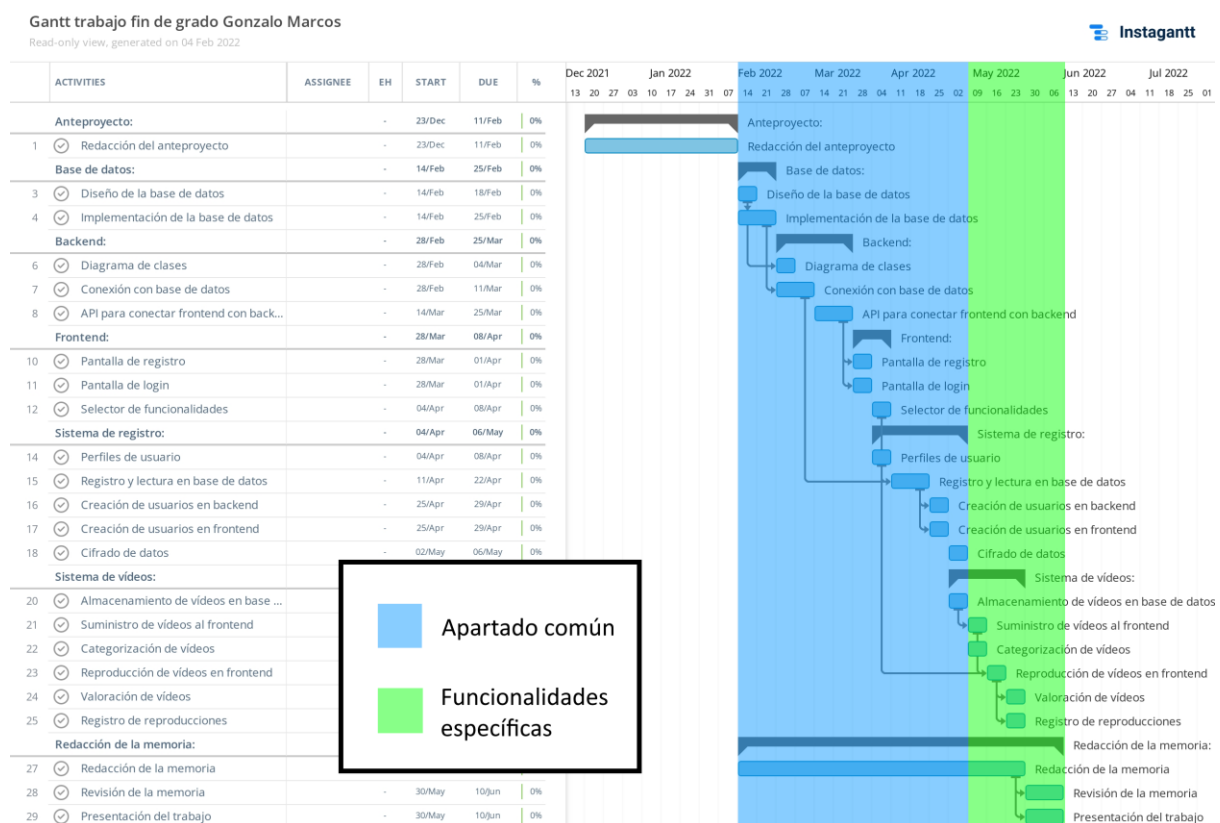 Gantt trabajo fin de grado Gonzalo Marcos
Read-only view, generated on 04 Feb 2022
Instagantt
ACTIVITIES ASSIGNEE EH START DUE %
Dec 2021 Jan 2022 Feb 2022 Mar 2022 Apr 2022 May 2022 Jun 2022 Jul 2022
13 20 27 03 10 17 24 31 07 14 21 28 07 14 21 28 04 11 18 25 02 09 16 23 30 06 13 20 27 04 11 18 25 01
Anteproyecto: - 23/Dec 11/Feb 0% Anteproyecto:
1 Redacción del anteproyecto - 23/Dec 11/Feb 0% Redacción del anteproyecto
Base de datos: - 14/Feb 25/Feb 0% Base de datos:
3 Diseño de la base de datos - 14/Feb 18/Feb 0% Diseño de la base de datos
4 Implementación de la base de datos - 14/Feb 25/Feb 0% Implementación de la base de datos
Backend: - 28/Feb 25/Mar 0% Backend:
6 Diagrama de clases - 28/Feb 04/Mar 0% Diagrama de clases
7 Conexión con base de datos - 28/Feb 11/Mar 0% Conexión con base de datos
8 API para conectar frontend con back... - 14/Mar 25/Mar 0% API para conectar frontend con backend
Frontend: - 28/Mar 08/Apr 0% Frontend:
10 Pantalla de registro - 28/Mar 01/Apr 0% Pantalla de registro
11 Pantalla de login - 28/Mar 01/Apr 0% Pantalla de login
12 Selector de funcionalidades - 04/Apr 08/Apr 0% Selector de funcionalidades
Sistema de registro: - 04/Apr 06/May 0% Sistema de registro:
14 Perfiles de usuario - 04/Apr 08/Apr 0% Perfiles de usuario
15 Registro y lectura en base de datos - 11/Apr 22/Apr 0% Registro y lectura en base de datos
16 Creación de usuarios en backend - 25/Apr 29/Apr 0% Creación de usuarios en backend
17 Creación de usuarios en frontend - 25/Apr 29/Apr 0% Creación de usuarios en frontend
18 Cifrado de datos - 02/May 06/May 0% Cifrado de datos
Sistema de vídeos: Sistema de vídeos:
20 Almacenamiento de vídeos en base ... Almacenamiento de vídeos en base de datos
21 Suministro de vídeos al frontend Suministro de vídeos al frontend
22 Categorización de vídeos Categorización de vídeos
23 Reproducción de vídeos en frontend Reproducción de vídeos en frontend
24 Valoración de vídeos Valoración de vídeos
25 Registro de reproducciones Registro de reproducciones
Redacción de la memoria: Redacción de la memoria:
27 Redacción de la memoria Redacción de la memoria
28 Revisión de la memoria - 30/May 10/Jun 0% Revisión de la memoria
29 Presentación del trabajo - 30/May 10/Jun 0% Presentación del trabajo
Apartado común
Funcionalidades
específicas